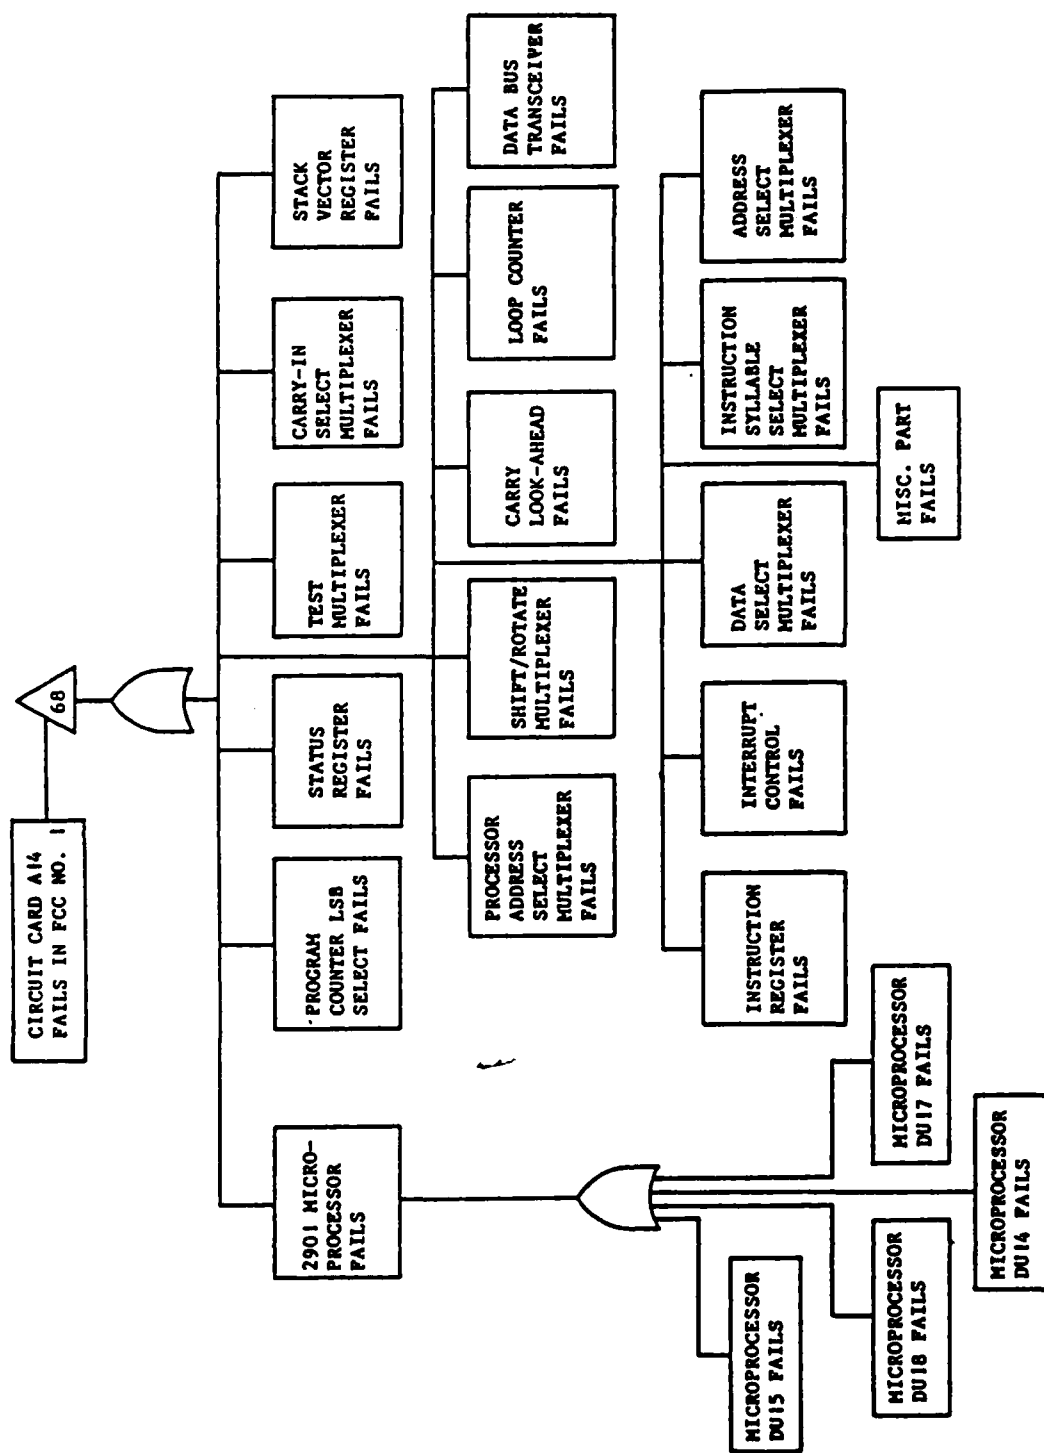 CIRCUIT CARD A14
FAILS IN FCC NO. 1
68
2901 MICRO-
PROCESSOR
FAILS
PROGRAM
COUNTER LSB
SELECT FAILS
STATUS
REGISTER
FAILS
TEST
MULTIPLEXER
FAILS
CARRY-IN
SELECT
MULTIPLEXER
FAILS
STACK
VECTOR
REGISTER
FAILS
PROCESSOR
ADDRESS
SELECT
MULTIPLEXER
FAILS
SHIFT/ROTATE
MULTIPLEXER
FAILS
CARRY
LOOK-AHEAD
FAILS
LOOP COUNTER
FAILS
DATA BUS
TRANSCEIVER
FAILS
INSTRUCTION
REGISTER
FAILS
INTERRUPT
CONTROL
FAILS
DATA
SELECT
MULTIPLEXER
FAILS
INSTRUCTION
SYLLABLE
SELECT
MULTIPLEXER
FAILS
ADDRESS
SELECT
MULTIPLEXER
FAILS
MISC. PART
FAILS
MICROPROCESSOR
DU15 FAILS
MICROPROCESSOR
DU18 FAILS
MICROPROCESSOR
DU17 FAILS
MICROPROCESSOR
DU14 FAILS